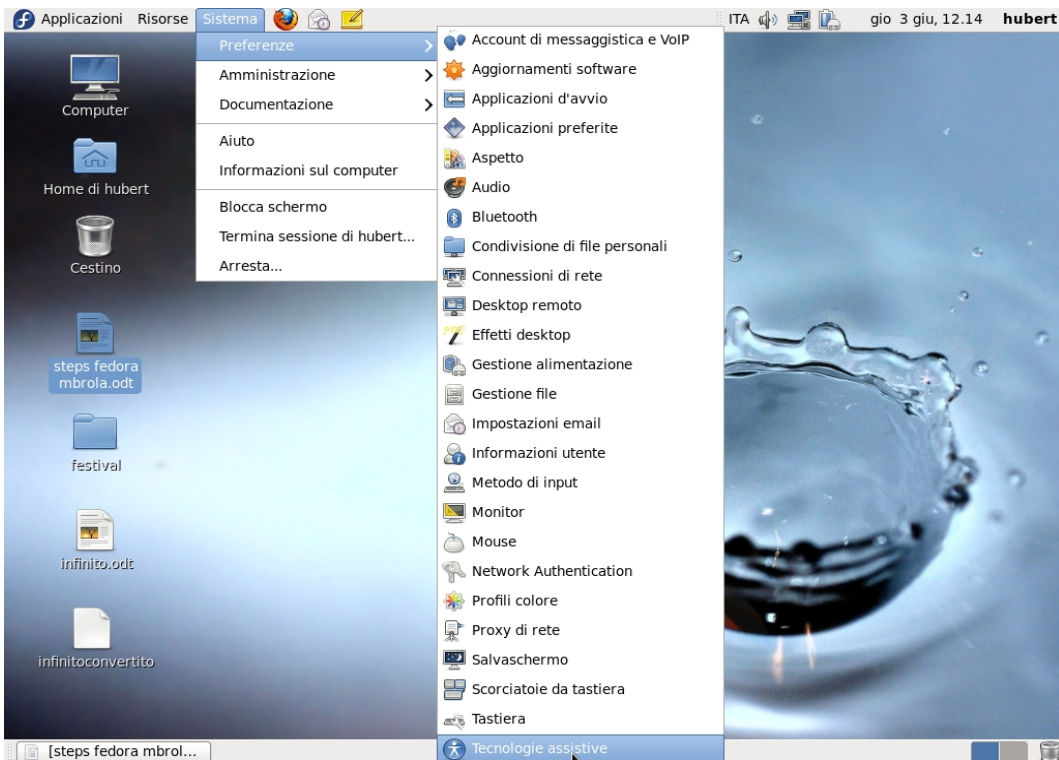 Applicazioni Risorse Sistema
ITA gio 3 giu, 12.14 hubert
Computer
Home di hubert
Cestino
steps fedora
mbrola.odt
festival
infinito.odt
infinitoconvertito
Preferenze
Amministrazione
Documentazione
Aiuto
Informazioni sul computer
Blocca schermo
Termina sessione di hubert...
Arresta...
Account di messaggistica e VoIP
Aggiornamenti software
Applicazioni d'avvio
Applicazioni preferite
Aspetto
Audio
Bluetooth
Condivisione di file personali
Connessioni di rete
Desktop remoto
Effetti desktop
Gestione alimentazione
Gestione file
Impostazioni email
Informazioni utente
Metodo di input
Monitor
Mouse
Network Authentication
Profili colore
Proxy di rete
Salvaschermo
Scorciatoie da tastiera
Tastiera
Tecnologie assistive
[steps fedora mbrol...